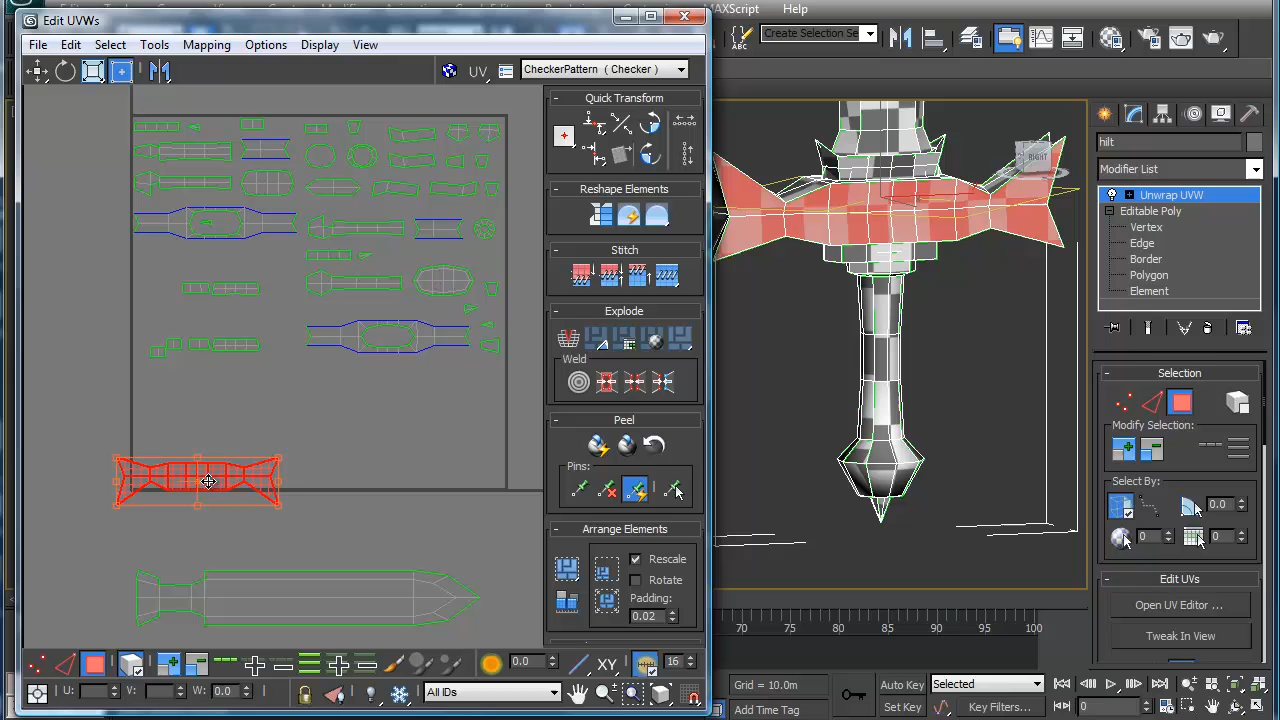 MAXScript Help
Edit UVWs
File Edit Select Tools Mapping Options Display View
ABC Create Selection Se
UV CheckerPattern ( Checker )
Quick Transform
Reshape Elements
Stitch
Explode
Weld
Peel
Pins:
Arrange Elements
Rescale
Rotate
Padding:
0.02
RIGHT
hilt
Modifier List
Unwrap UVW
Editable Poly
Vertex
Edge
Border
Polygon
Element
Selection
Modify Selection:
Select By:
0.0
0 0
Edit UVs
Open UV Editor ...
Tweak In View
70 75 80 85 90 95 100
0.0 XY 16
U: V: W: 0.0 All IDs
Grid = 10.0m
Add Time Tag
Auto Key Selected
Set Key Key Filters... 0